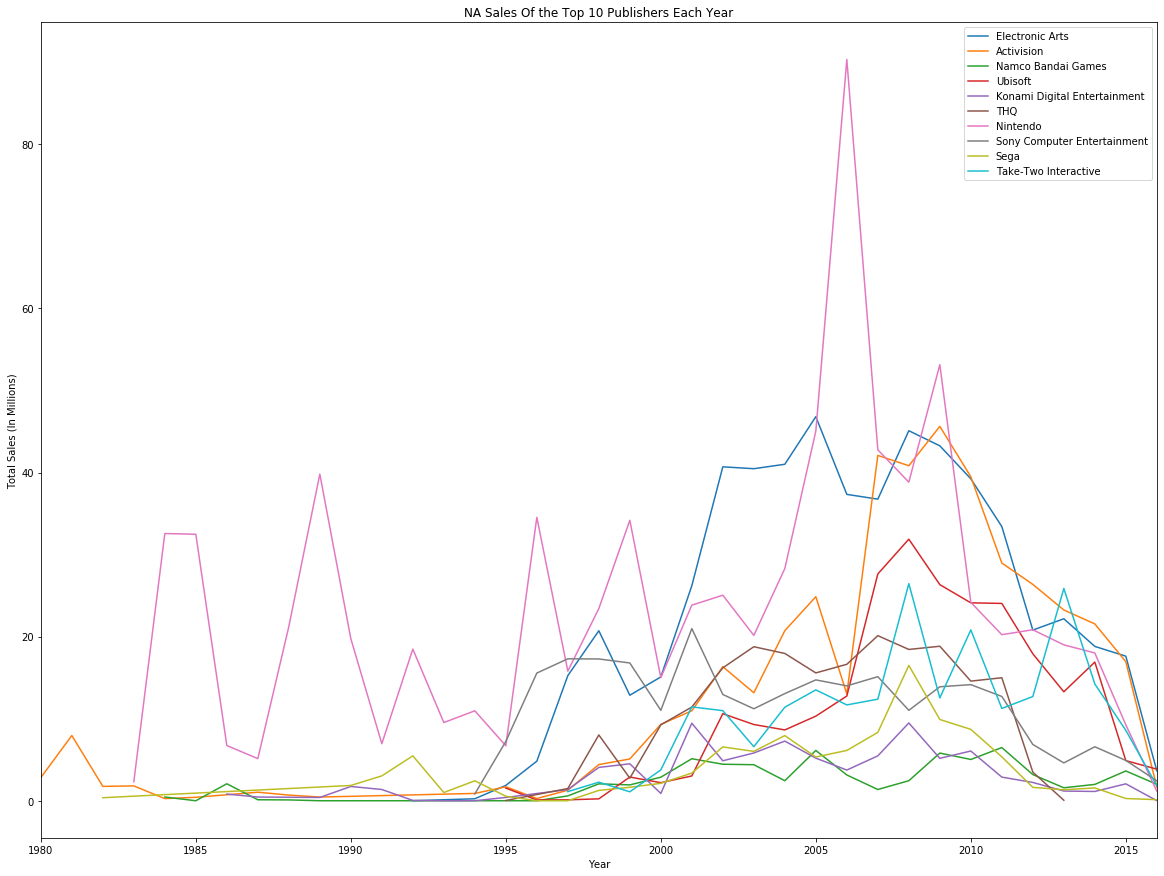 NA Sales Of the Top 10 Publishers Each Year
Electronic Arts
Activision
Namco Bandai Games
Ubisoft
Konami Digital Entertainment
THQ
Nintendo
Sony Computer Entertainment
Sega
Take-Two Interactive
Total Sales (In Millions)
80
60
40
20
0
1980 1985 1990 1995 2000 2005 2010 2015
Year